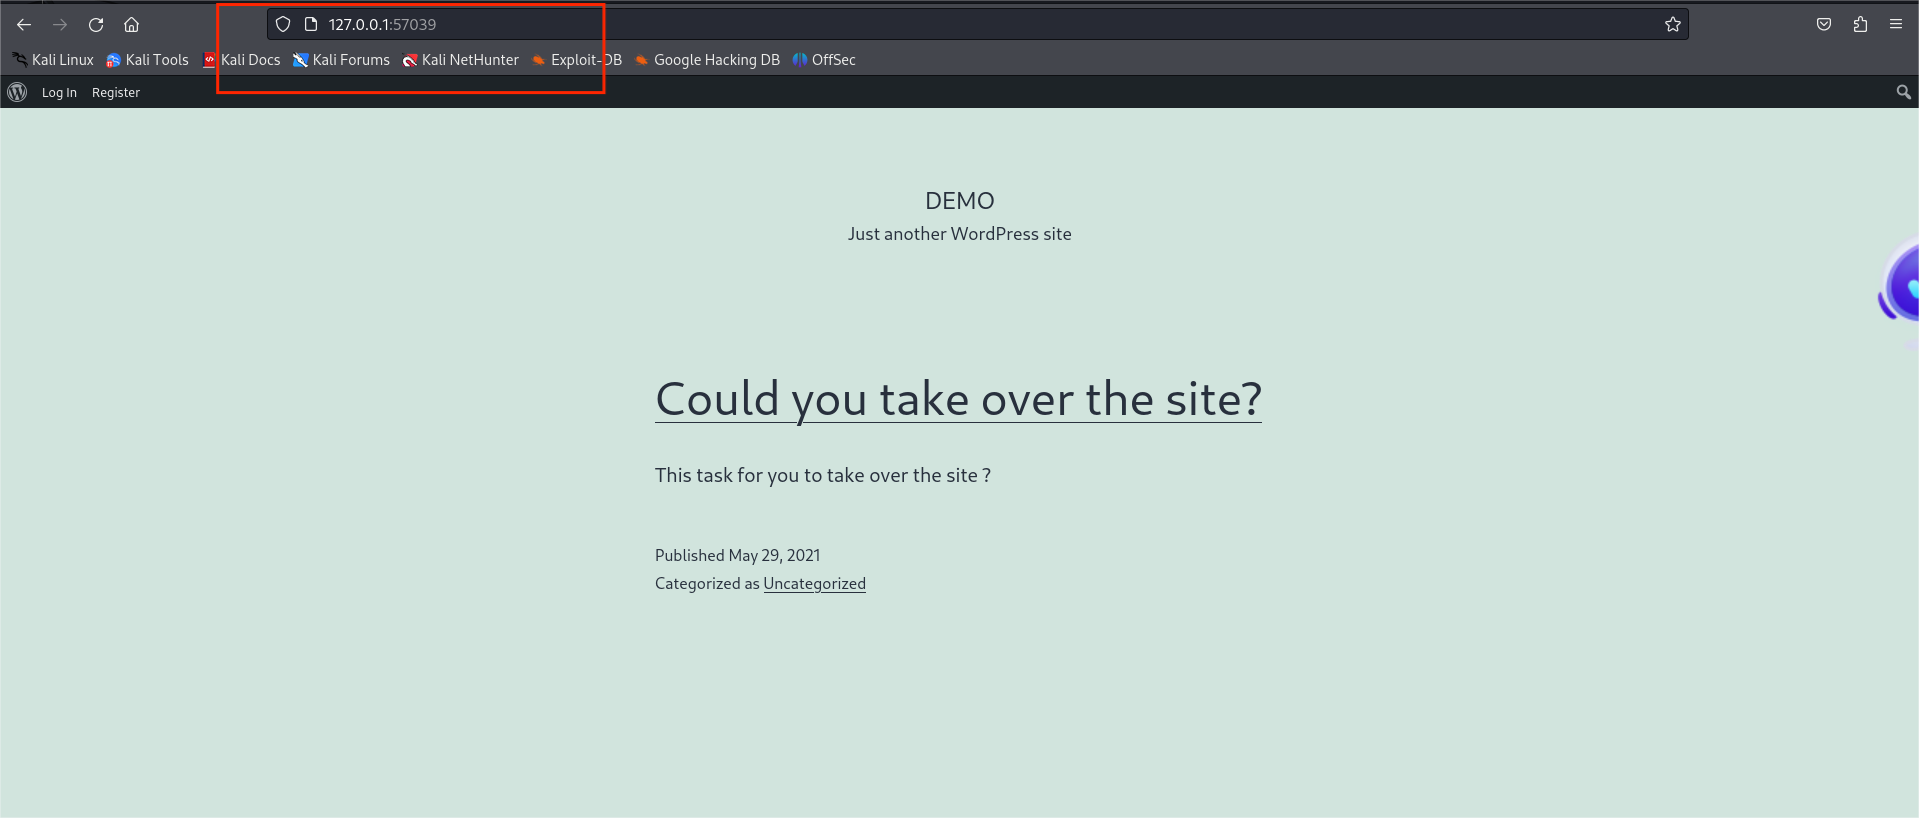 127.0.0.1:57039
Kali Linux Kali Tools Kali Docs Kali Forums Kali NetHunter Exploit-DB Google Hacking DB OffSec
Log In Register
DEMO
Just another WordPress site
Could you take over the site?
This task for you to take over the site ?
Published May 29, 2021
Categorized as Uncategorized